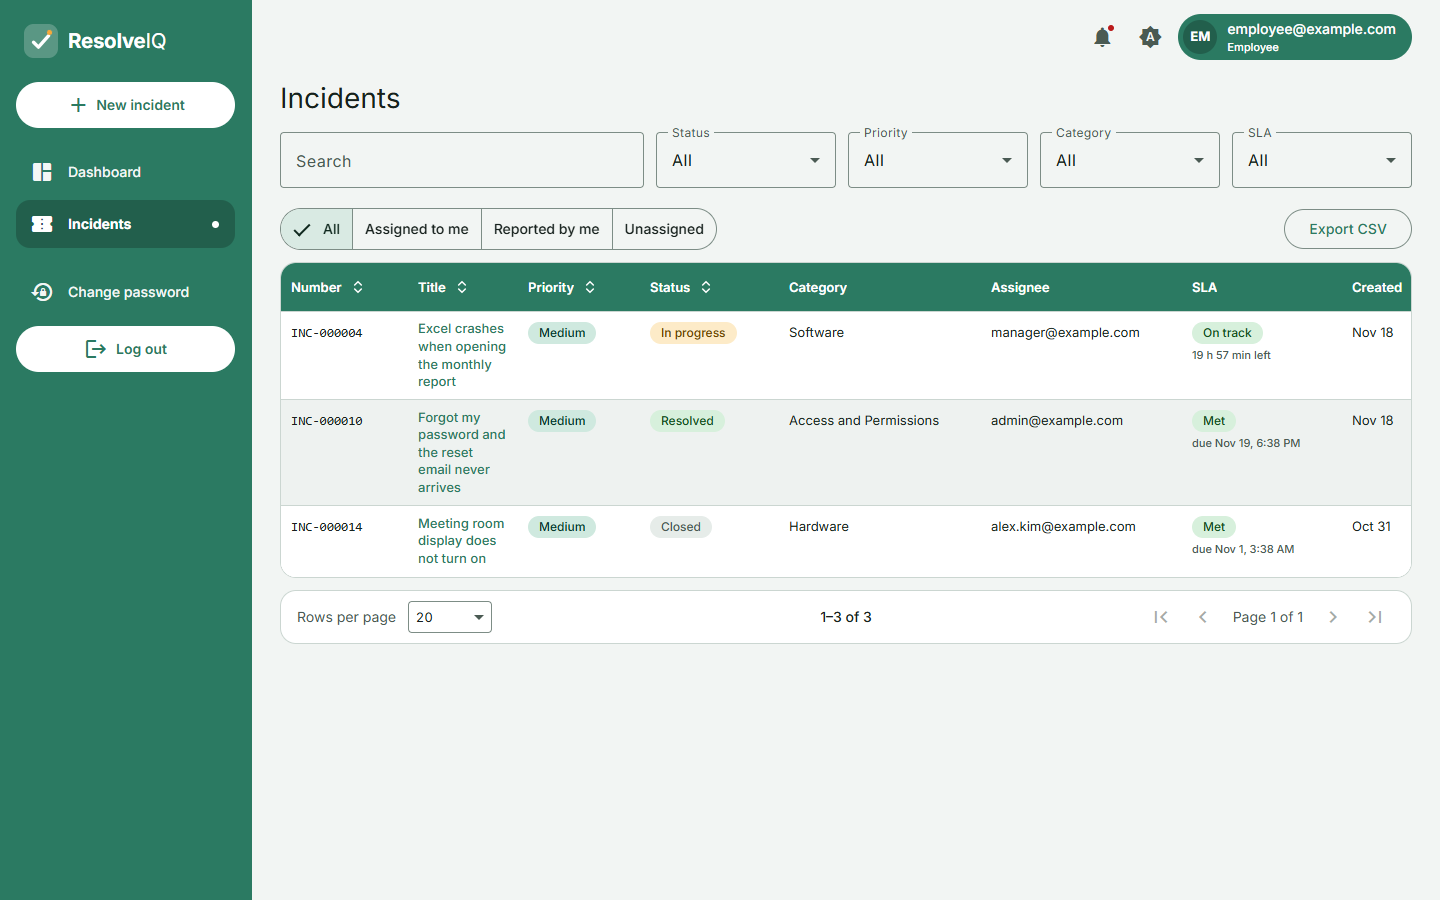 ResolveIQ
New incident
Dashboard
Incidents
Change password
Log out
A
EM
employee@example.com
Employee
Incidents
Search
Status
All
Priority
All
Category
All
SLA
All
All
Assigned to me
Reported by me
Unassigned
Export CSV
Number
Title
Priority
Status
Category
Assignee
SLA
Created
INC-000004
Excel crashes
when opening
the monthly
report
Medium
In progress
Software
manager@example.com
On track
19 h 57 min left
Nov 18
INC-000010
Forgot my
password and
the reset
email never
arrives
Medium
Resolved
Access and Permissions
admin@example.com
Met
due Nov 19, 6:38 PM
Nov 18
INC-000014
Meeting room
display does
not turn on
Medium
Closed
Hardware
alex.kim@example.com
Met
due Nov 1, 3:38 AM
Oct 31
Rows per page
20
1–3 of 3
Page 1 of 1